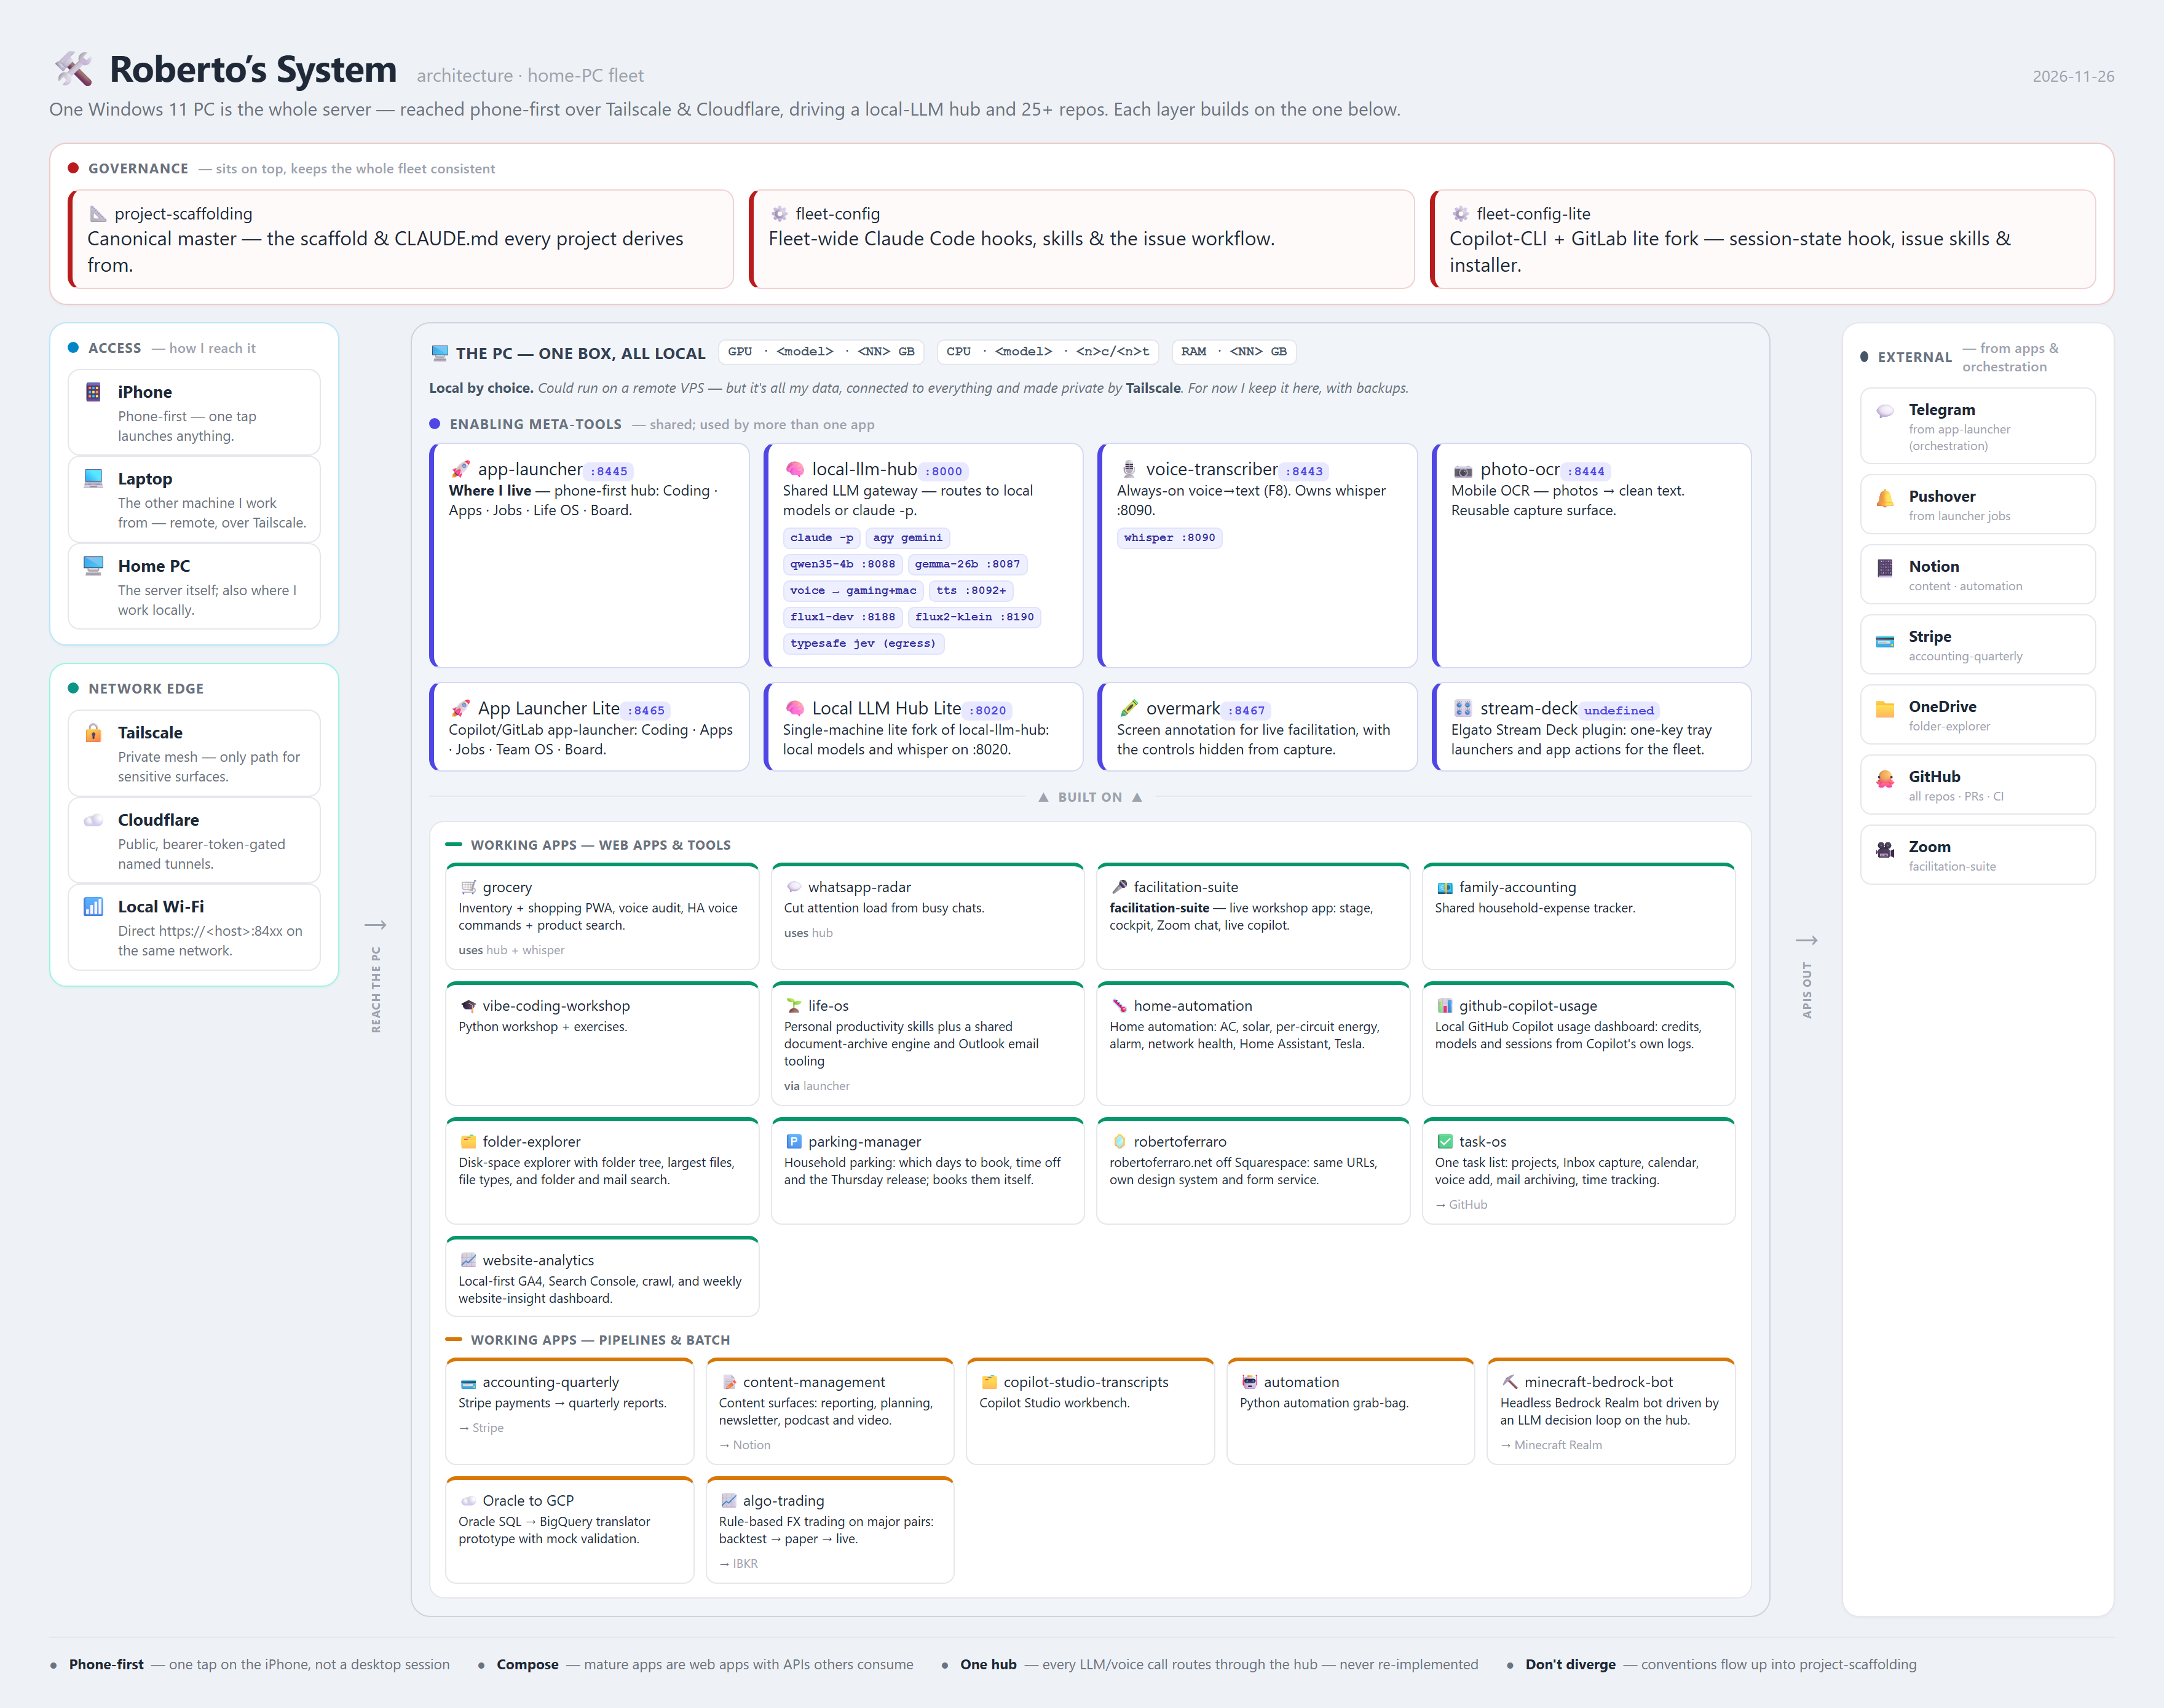 Roberto's System architecture · home-PC fleet
2026-11-26
One Windows 11 PC is the whole server — reached phone-first over Tailscale & Cloudflare, driving a local-LLM hub and 25+ repos. Each layer builds on the one below.
GOVERNANCE — sits on top, keeps the whole fleet consistent
project-scaffolding
Canonical master — the scaffold & CLAUDE.md every project derives
from.
fleet-config
Fleet-wide Claude Code hooks, skills & the issue workflow.
fleet-config-lite
Copilot-CLI + GitLab lite fork — session-state hook, issue skills &
installer.
ACCESS — how I reach it
iPhone
Phone-first — one tap
launches anything.
Laptop
The other machine I work
from — remote, over Tailscale.
Home PC
The server itself; also where I
work locally.
NETWORK EDGE
Tailscale
Private mesh — only path for
sensitive surfaces.
Cloudflare
Public, bearer-token-gated
named tunnels.
Local Wi-Fi
Direct https://<host>:84xx on
the same network.
→
REACH THE PC
THE PC — ONE BOX, ALL LOCAL
GPU · <model> · <NN> GB
CPU · <model> · <n>c/<n>t
RAM · <NN> GB
Local by choice. Could run on a remote VPS — but it's all my data, connected to everything and made private by Tailscale. For now I keep it here, with backups.
ENABLING META-TOOLS — shared; used by more than one app
app-launcher :8445
Where I live — phone-first hub: Coding ·
Apps · Jobs · Life OS · Board.
local-llm-hub :8000
Shared LLM gateway — routes to local
models or claude -p.
claude -p agy gemini
qwen35-4b :8088 gemma-26b :8087
voice → gaming+mac tts :8092+
flux1-dev :8188 flux2-klein :8190
typesafe jev (egress)
voice-transcriber :8443
Always-on voice→text (F8). Owns whisper
:8090.
whisper :8090
photo-ocr :8444
Mobile OCR — photos → clean text.
Reusable capture surface.
App Launcher Lite :8465
Copilot/GitLab app-launcher: Coding · Apps
· Jobs · Team OS · Board.
Local LLM Hub Lite :8020
Single-machine lite fork of local-llm-hub:
local models and whisper on :8020.
overmark :8467
Screen annotation for live facilitation, with
the controls hidden from capture.
stream-deck undefined
Elgato Stream Deck plugin: one-key tray
launchers and app actions for the fleet.
▲ BUILT ON ▲
WORKING APPS — WEB APPS & TOOLS
grocery
Inventory + shopping PWA, voice audit, HA voice
commands + product search.
uses hub + whisper
whatsapp-radar
Cut attention load from busy chats.
uses hub
facilitation-suite
facilitation-suite — live workshop app: stage,
cockpit, Zoom chat, live copilot.
family-accounting
Shared household-expense tracker.
vibe-coding-workshop
Python workshop + exercises.
life-os
Personal productivity skills plus a shared
document-archive engine and Outlook email
tooling
via launcher
home-automation
Home automation: AC, solar, per-circuit energy,
alarm, network health, Home Assistant, Tesla.
github-copilot-usage
Local GitHub Copilot usage dashboard: credits,
models and sessions from Copilot's own logs.
folder-explorer
Disk-space explorer with folder tree, largest files,
file types, and folder and mail search.
parking-manager
Household parking: which days to book, time off
and the Thursday release; books them itself.
robertoferraro
robertoferraro.net off Squarespace: same URLs,
own design system and form service.
task-os
One task list: projects, Inbox capture, calendar,
voice add, mail archiving, time tracking.
→ GitHub
website-analytics
Local-first GA4, Search Console, crawl, and weekly
website-insight dashboard.
WORKING APPS — PIPELINES & BATCH
accounting-quarterly
Stripe payments → quarterly reports.
→ Stripe
content-management
Content surfaces: reporting, planning,
newsletter, podcast and video.
→ Notion
copilot-studio-transcripts
Copilot Studio workbench.
automation
Python automation grab-bag.
minecraft-bedrock-bot
Headless Bedrock Realm bot driven by
an LLM decision loop on the hub.
→ Minecraft Realm
Oracle to GCP
Oracle SQL → BigQuery translator
prototype with mock validation.
algo-trading
Rule-based FX trading on major pairs:
backtest → paper → live.
→ IBKR
→
APIS OUT
EXTERNAL — from apps &
orchestration
Telegram
from app-launcher
(orchestration)
Pushover
from launcher jobs
Notion
content · automation
Stripe
accounting-quarterly
OneDrive
folder-explorer
GitHub
all repos · PRs · CI
Zoom
facilitation-suite
● Phone-first — one tap on the iPhone, not a desktop session ● Compose — mature apps are web apps with APIs others consume ● One hub — every LLM/voice call routes through the hub — never re-implemented ● Don't diverge — conventions flow up into project-scaffolding